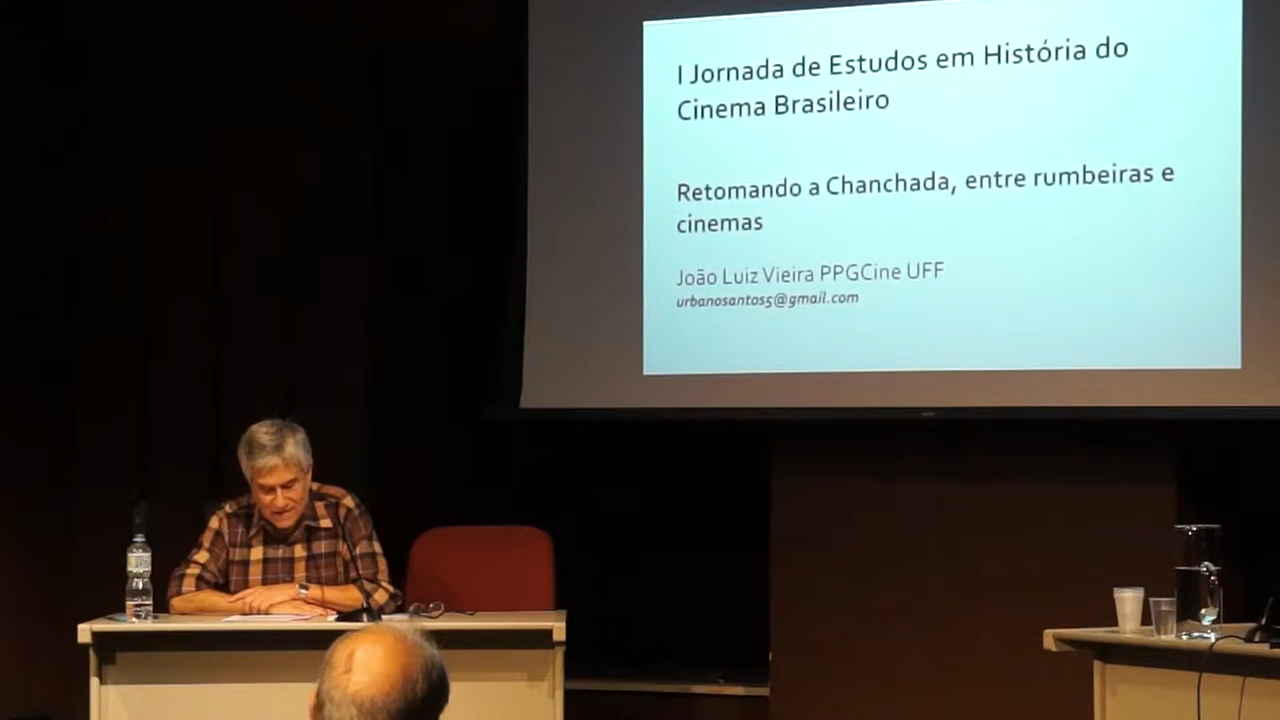 I Jornada de Estudos em História do
Cinema Brasileiro
Retomando a Chanchada, entre rumbeiras e
cinemas
João Luiz Vieira PPGCine UFF
urbanosantos5@gmail.com